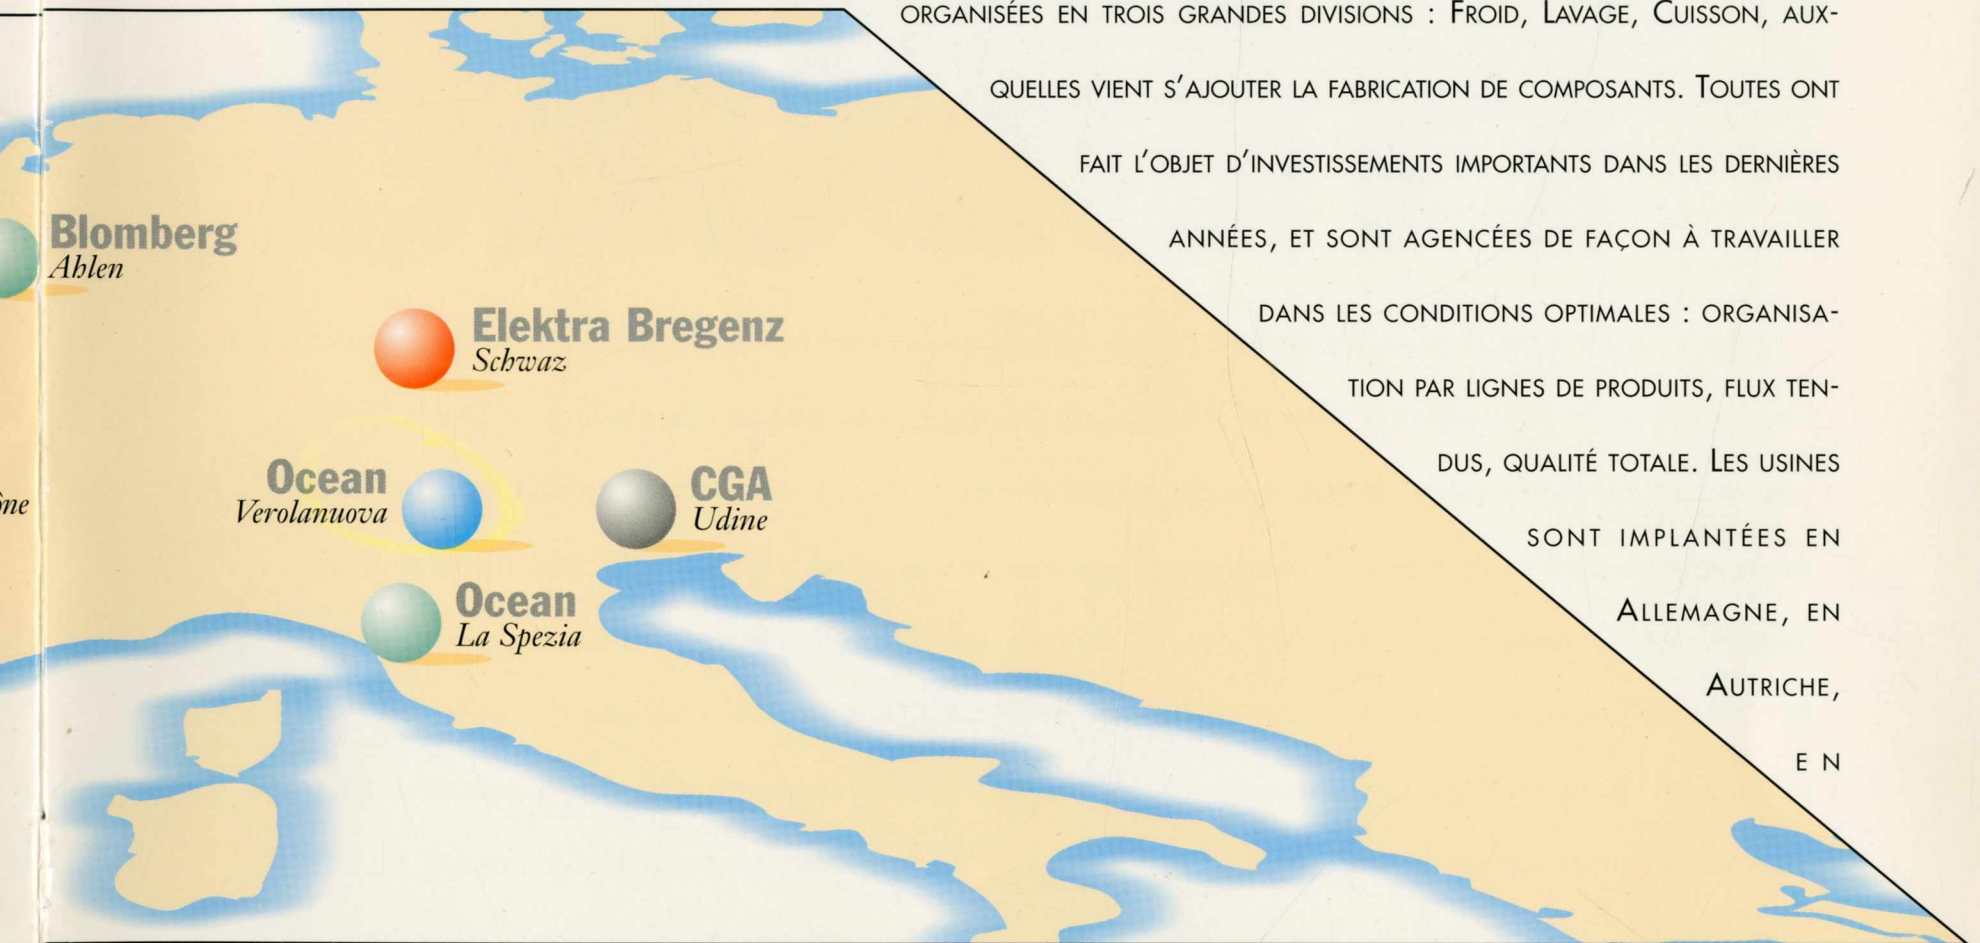 ORGANISÉES EN TROIS GRANDES DIVISIONS : FROID, LAVAGE, CUISSON, AUX-
QUELLES VIENT S'AJOUTER LA FABRICATION DE COMPOSANTS. TOUTES ONT
FAIT L'OBJET D'INVESTISSEMENTS IMPORTANTS DANS LES DERNIÈRES
ANNÉES, ET SONT AGENCÉES DE FAÇON À TRAVAILLER
DANS LES CONDITIONS OPTIMALES : ORGANISA-
TION PAR LIGNES DE PRODUITS, FLUX TEN-
DUS, QUALITÉ TOTALE. LES USINES
SONT IMPLANTÉES EN
ALLEMAGNE, EN
AUTRICHE,
EN
Blomberg
Ahlen
Elektra Bregenz
Schwaz
Ocean
Verolanuova
CGA
Udine
Ocean
La Spezia